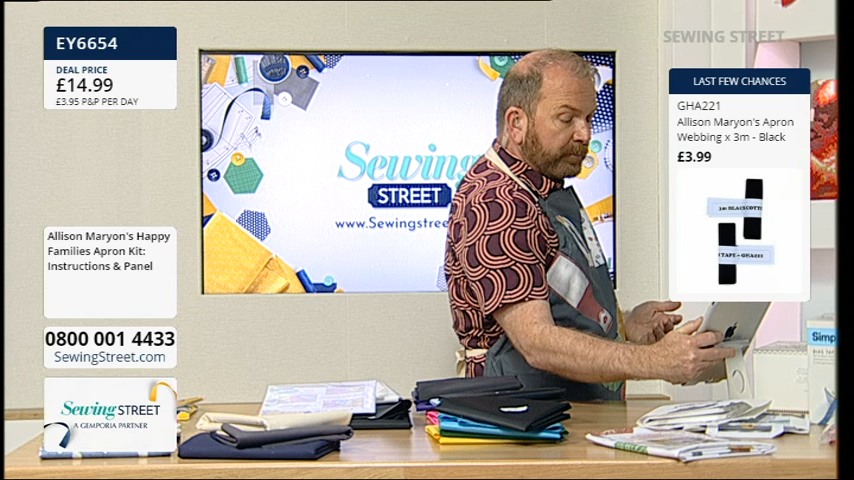 EY6654
DEAL PRICE
£14.99
£3.95 P&P PER DAY
SEWING STREET
LAST FEW CHANCES
GHA221
Allison Maryon's Apron
Webbing x 3m - Black
£3.99
Sewing
STREET
www.Sewingstree
Allison Maryon's Happy
Families Apron Kit:
Instructions & Panel
0800 001 4433
SewingStreet.com
Sewing STREET
A GEMPORIA PARTNER